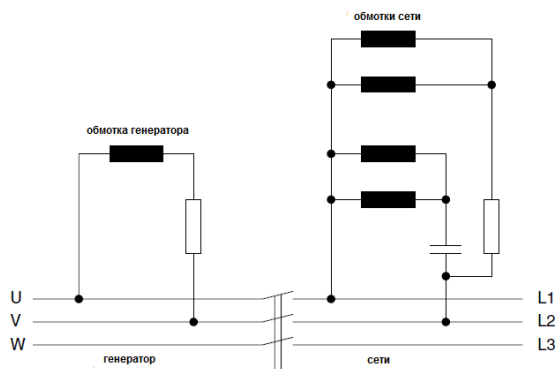 обмотки сети
обмотка генератора
U
L1
V
L2
W
L3
генератор
сети